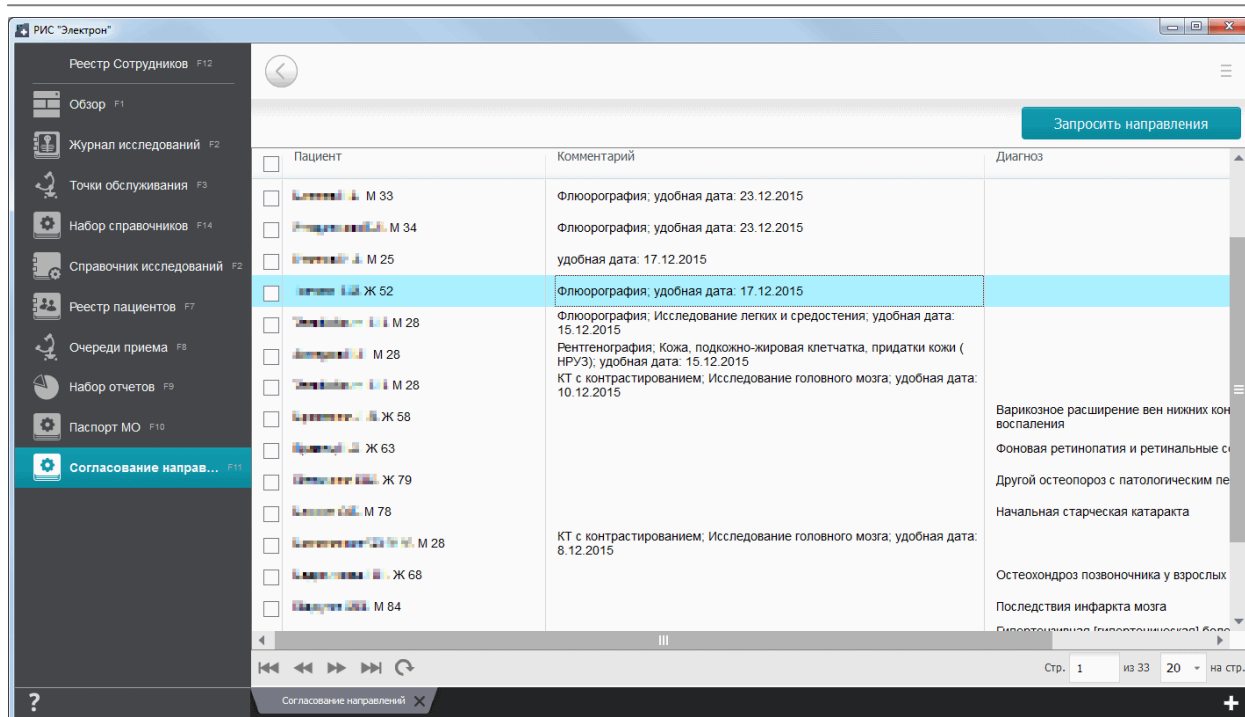 РИС "Электрон"
Реестр Сотрудников F12
Обзор F1
Журнал исследований F2
Точки обслуживания F3
Набор справочников F14
Справочник исследований F2
Реестр пациентов F7
Очереди приема F8
Набор отчетов F9
Паспорт МО F10
Согласование направ... F11
Запросить направления
Пациент Комментарий Диагноз
М 33 Флюорография; удобная дата: 23.12.2015
М 34 Флюорография; удобная дата: 23.12.2015
М 25 удобная дата: 17.12.2015
Ж 52 Флюорография; удобная дата: 17.12.2015
М 28 Флюорография; Исследование легких и средостения; удобная дата:
15.12.2015
М 28 Рентгенография; Кожа, подкожно-жировая клетчатка, придатки кожи (
НРУЗ); удобная дата: 15.12.2015
М 28 КТ с контрастированием; Исследование головного мозга; удобная дата:
10.12.2015
Ж 58 Варикозное расширение вен нижних кон
воспаления
Ж 63 Фоновая ретинопатия и ретинальные с
Ж 79 Другой остеопороз с патологическим пе
М 78 Начальная старческая катаракта
М 28 КТ с контрастированием; Исследование головного мозга; удобная дата:
8.12.2015
Ж 68 Остеохондроз позвоночника у взрослых
М 84 Последствия инфаркта мозга
Гипертензивная [гипертоническая] боле
Стр. 1 из 33 20 на стр.
? Согласование направлений